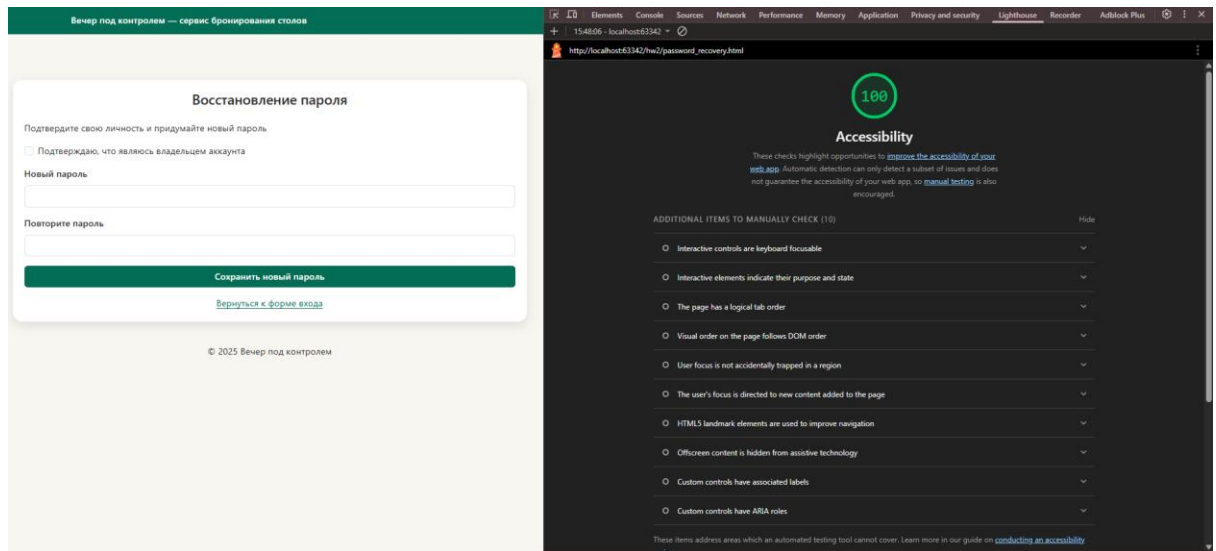 Вечер под контролем — сервис бронирования столов
Восстановление пароля
Подтвердите свою личность и придумайте новый пароль
Подтверждаю, что являюсь владельцем аккаунта
Новый пароль
Повторите пароль
Сохранить новый пароль
Вернуться к форме входа
© 2025 Вечер под контролем
Elements Console Sources Network Performance Memory Application Privacy and security Lighthouse Recorder Adblock Plus
15:48:06 - localhost:63342
http://localhost:63342/hw2/password_recovery.html
100
Accessibility
These checks highlight opportunities to improve the accessibility of your
web app. Automatic detection can only detect a subset of issues and does
not guarantee the accessibility of your web app, so manual testing is also
encouraged.
ADDITIONAL ITEMS TO MANUALLY CHECK (10) Hide
Interactive controls are keyboard focusable
Interactive elements indicate their purpose and state
The page has a logical tab order
Visual order on the page follows DOM order
User focus is not accidentally trapped in a region
The user's focus is directed to new content added to the page
HTML5 landmark elements are used to improve navigation
Offscreen content is hidden from assistive technology
Custom controls have associated labels
Custom controls have ARIA roles
These items address areas which an automated testing tool cannot cover. Learn more in our guide on conducting an accessibility